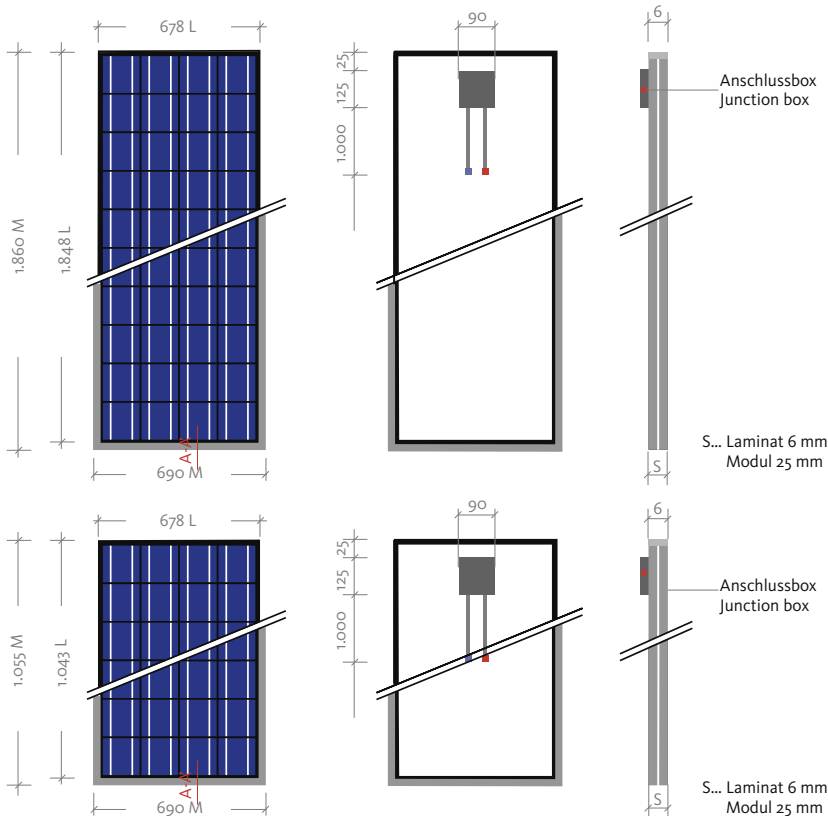 678 L
90
6
25
125
1.000
1.860 M
1.848 L
Anschlussbox
Junction box
A-A
690 M
S
S... Laminat 6 mm
Modul 25 mm
678 L
90
6
25
125
1.000
1.055 M
1.043 L
Anschlussbox
Junction box
A-A
690 M
S
S... Laminat 6 mm
Modul 25 mm